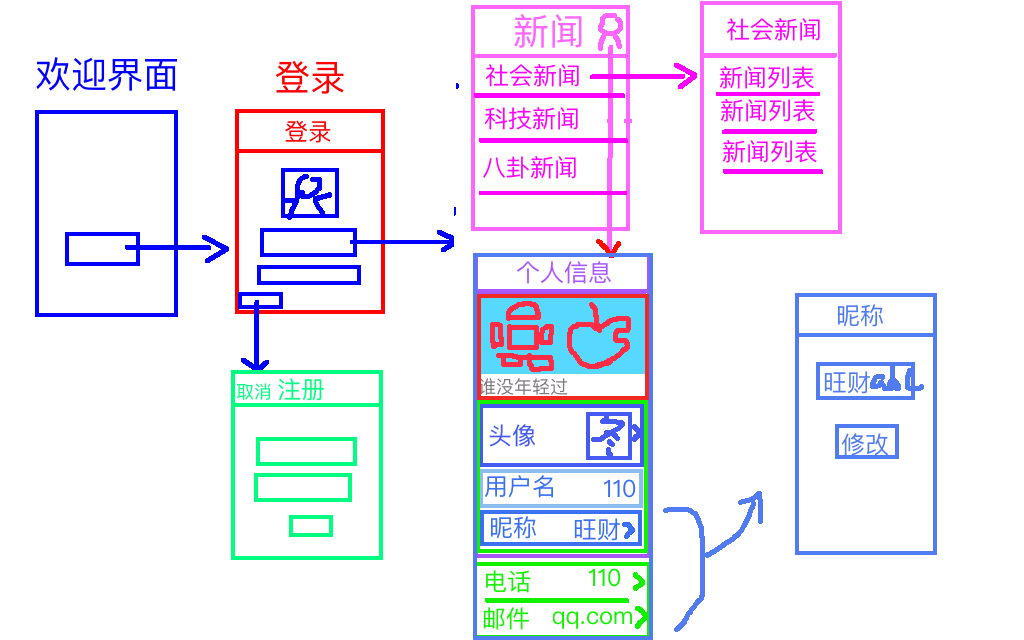 欢迎界面
登录
登录
取消 注册
新闻
社会新闻
科技新闻
八卦新闻
社会新闻
新闻列表
新闻列表
新闻列表
个人信息
谁没年轻过
头像
用户名 110
昵称 旺财
电话 110
邮件 qq.com
昵称
旺财abc
修改